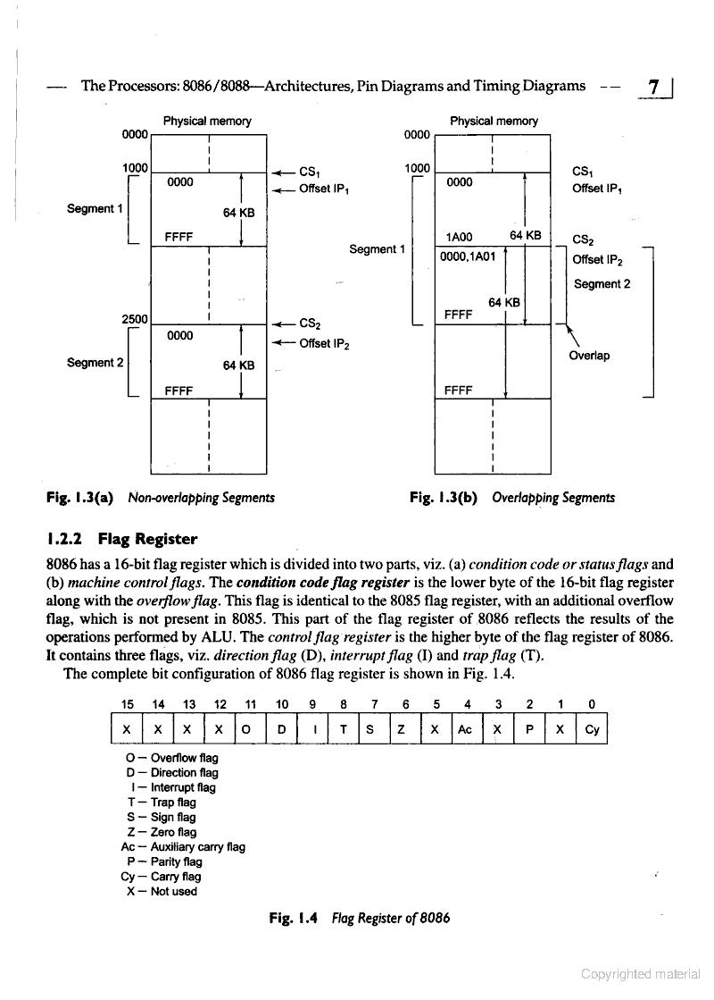 — The Processors: 8086/8088—Architectures, Pin Diagrams and Timing Diagrams -- 7
Physical memory
0000
1000
0000
CS1
Offset IP1
Segment 1
64 KB
FFFF
2500
CS2
0000
Offset IP2
Segment 2
64 KB
FFFF
Physical memory
0000
1000
0000
CS1
Offset IP1
1A00
64 KB
CS2
Segment 1
0000,1A01
Offset IP2
Segment 2
64 KB
FFFF
Overlap
FFFF
Fig. 1.3(a) Non-overlapping Segments
Fig. 1.3(b) Overlapping Segments
1.2.2 Flag Register
8086 has a 16-bit flag register which is divided into two parts, viz. (a) condition code or status flags and
(b) machine control flags. The condition code flag register is the lower byte of the 16-bit flag register
along with the overflow flag. This flag is identical to the 8085 flag register, with an additional overflow
flag, which is not present in 8085. This part of the flag register of 8086 reflects the results of the
operations performed by ALU. The control flag register is the higher byte of the flag register of 8086.
It contains three flags, viz. direction flag (D), interrupt flag (I) and trap flag (T).
The complete bit configuration of 8086 flag register is shown in Fig. 1.4.
15 14 13 12 11 10 9 8 7 6 5 4 3 2 1 0
X X X X O D I T S Z X Ac X P X Cy
O — Overflow flag
D — Direction flag
I — Interrupt flag
T — Trap flag
S — Sign flag
Z — Zero flag
Ac — Auxiliary carry flag
P — Parity flag
Cy — Carry flag
X — Not used
Fig. 1.4 Flag Register of 8086
Copyrighted material